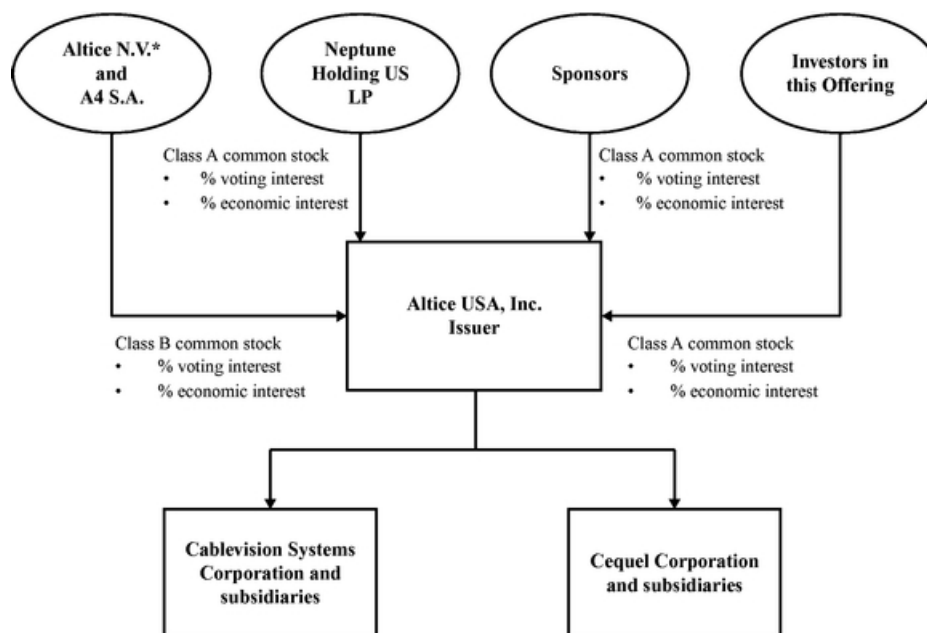 Altice N.V.*
and
A4 S.A.
Neptune
Holding US
LP
Sponsors
Investors in
this Offering
Class A common stock
• % voting interest
• % economic interest
Class A common stock
• % voting interest
• % economic interest
Altice USA, Inc.
Issuer
Class B common stock
• % voting interest
• % economic interest
Class A common stock
• % voting interest
• % economic interest
Cablevision Systems
Corporation and
subsidiaries
Cequel Corporation
and subsidiaries